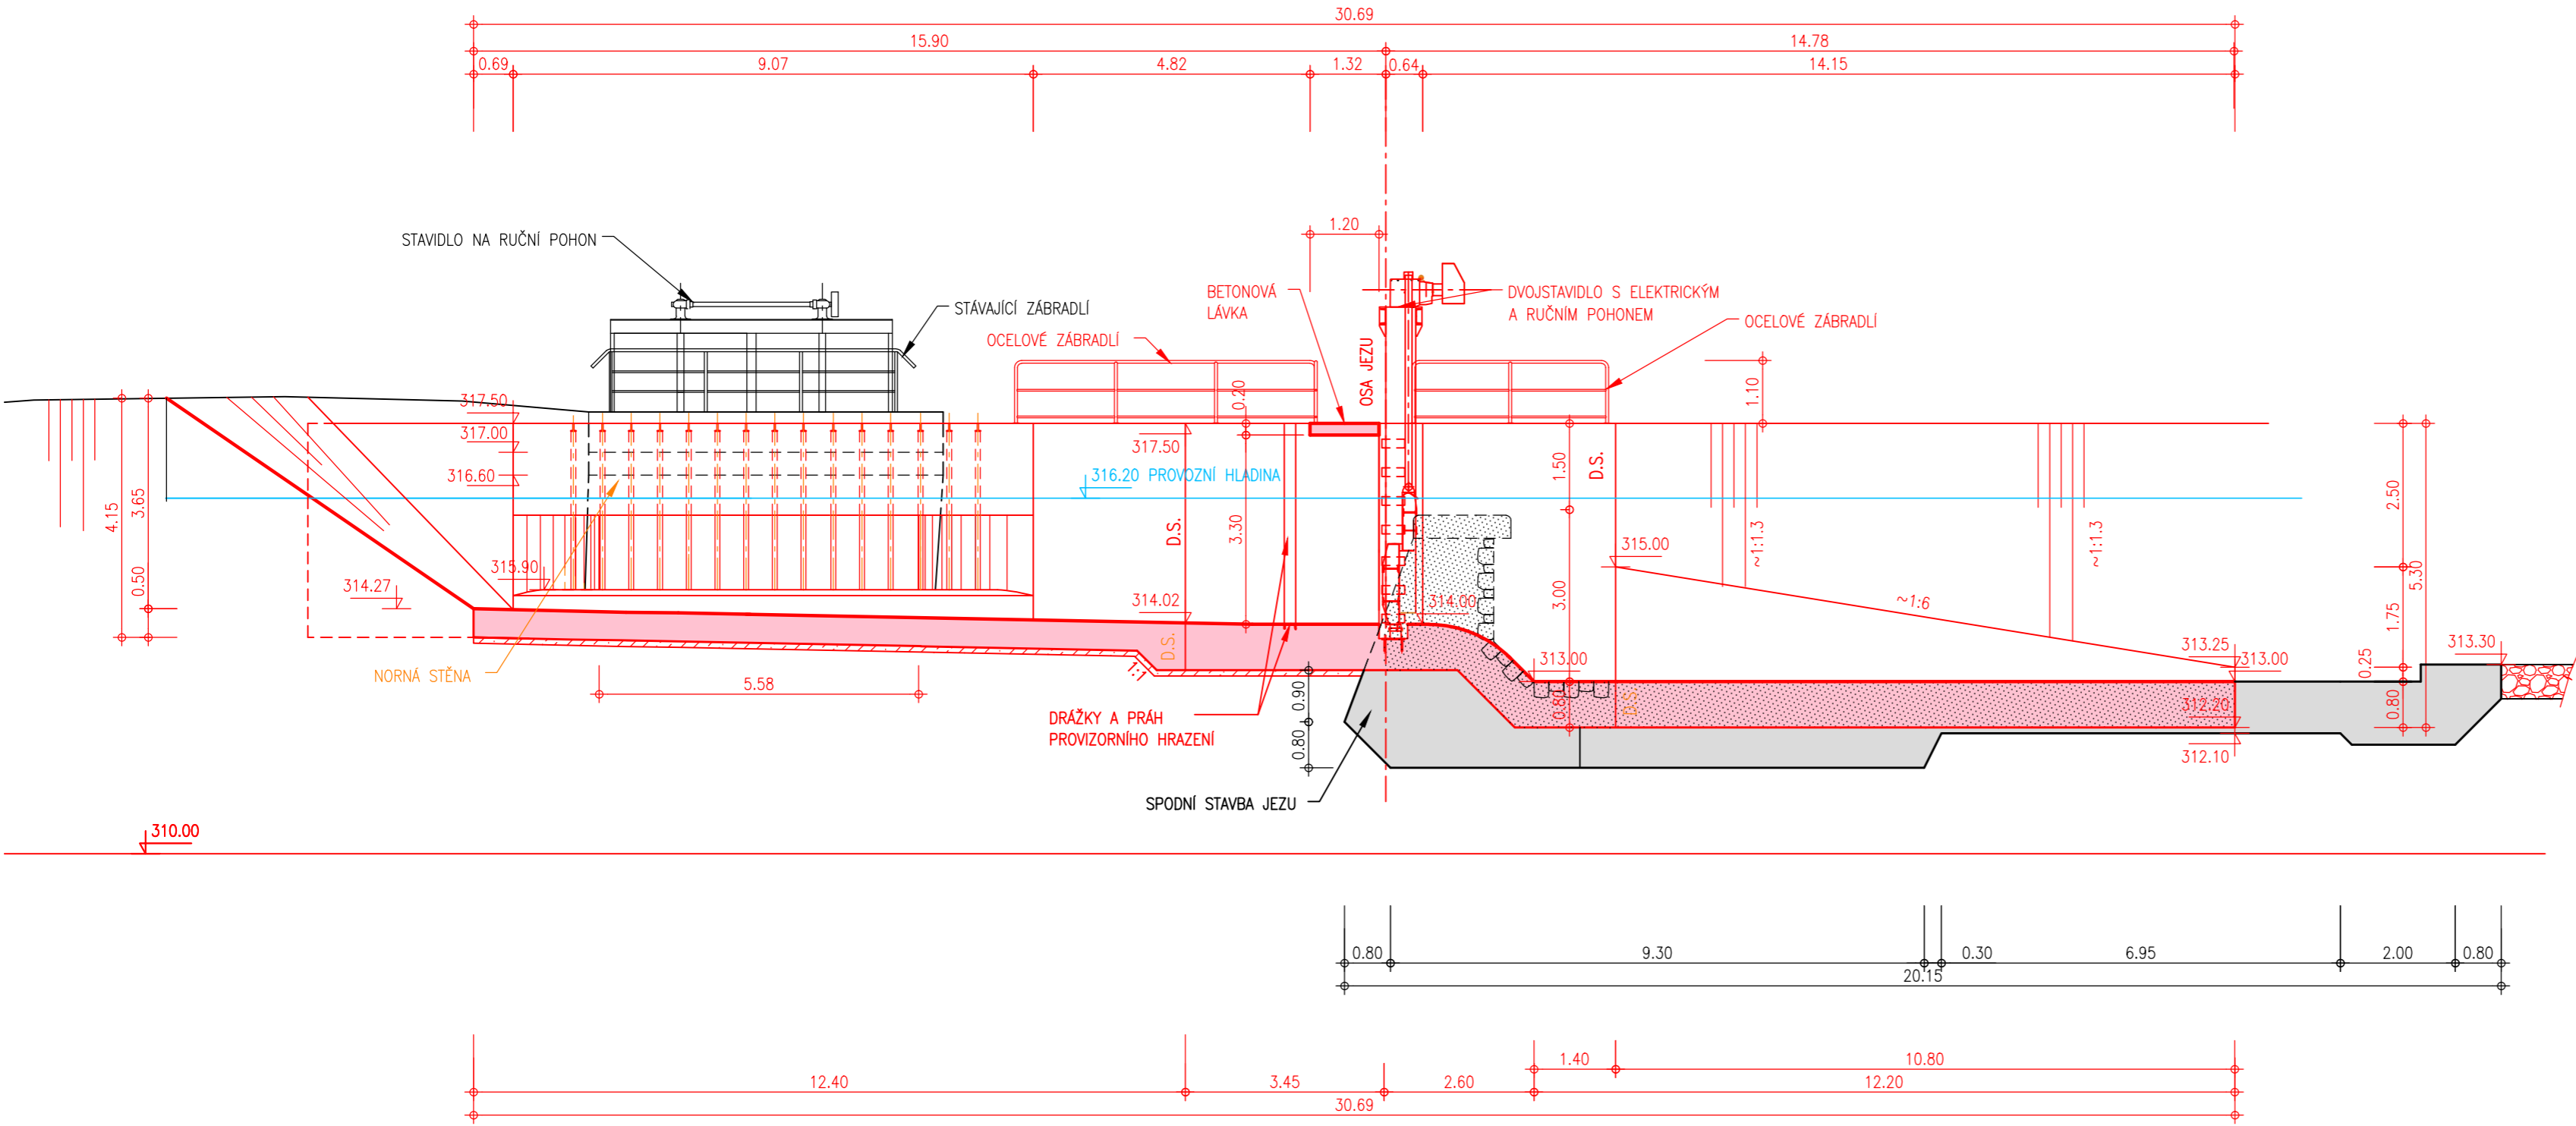 30.69
15.90 14.78
0.69 9.07 4.82 1.32 0.64 14.15
1.20
STAVIDLO NA RUČNÍ POHON
STÁVAJÍCÍ ZÁBRADLÍ
OCELOVÉ ZÁBRADLÍ
BETONOVÁ
LÁVKA
OSA JEZU
DVOJSTAVIDLO S ELEKTRICKÝM
A RUČNÍM POHONEM
OCELOVÉ ZÁBRADLÍ
1.10
0.20
317.50
317.00
316.60
317.50
316.20 PROVOZNÍ HLADINA
1.50
D.S.
2.50
4.15
3.65
0.50
3.30
D.S.
~1:1.3
~1:1.3
315.00
5.30
315.90
314.27
314.02
314.00
3.00
~1:6
1.75
D.S.
1:1
NORNÁ STĚNA
5.58
313.00
313.25
313.00
0.25
313.30
0.90
0.80
0.80
D.S.
312.20
0.80
312.10
DRÁŽKY A PRÁH
PROVIZORNÍHO HRAZENÍ
SPODNÍ STAVBA JEZU
310.00
0.80 9.30 0.30 6.95 2.00 0.80
20.15
1.40 10.80
12.40 3.45 2.60 12.20
30.69